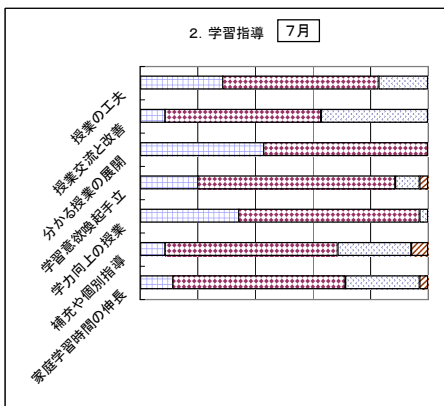 2. 学習指導 7月
授業の工夫
授業交流と改善
分かる授業の展開
学習意欲喚起手立
学力向上の授業
補充や個別指導
家庭学習時間の伸長